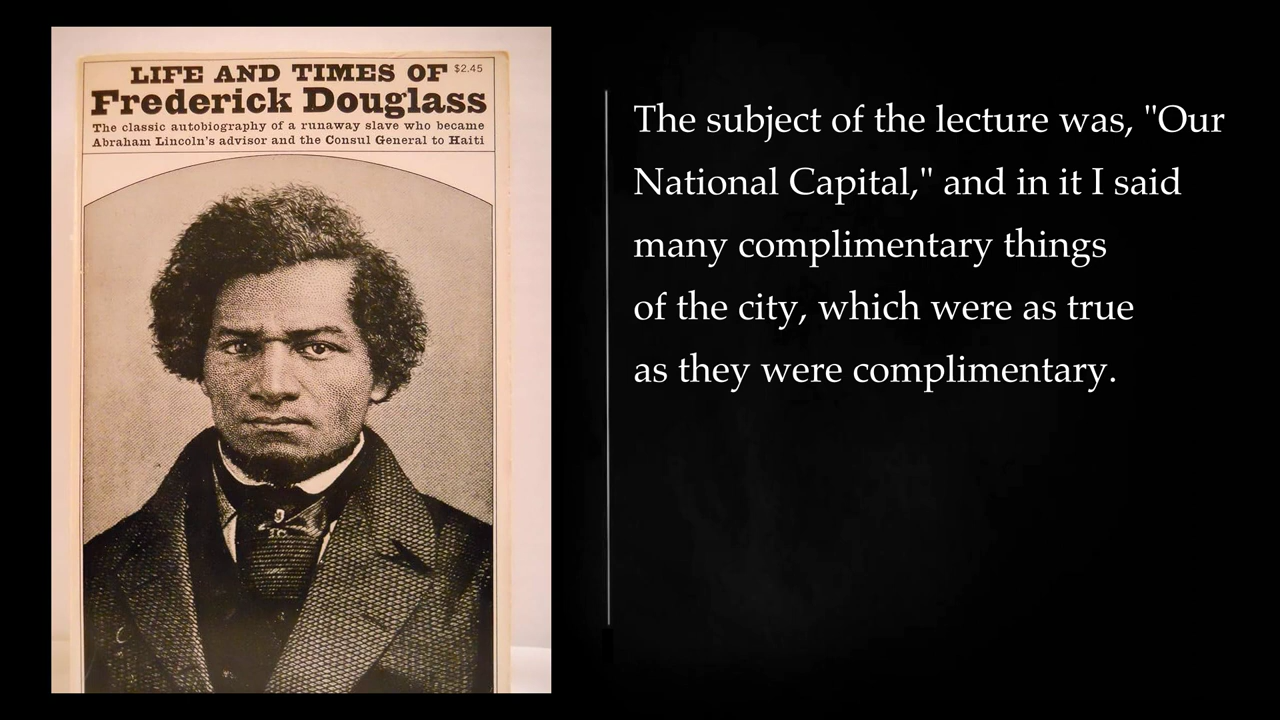 LIFE AND TIMES OF $2.45
Frederick Douglass
The classic autobiography of a runaway slave who became
Abraham Lincoln's advisor and the Consul General to Haiti
The subject of the lecture was, "Our
National Capital," and in it I said
many complimentary things
of the city, which were as true
as they were complimentary.